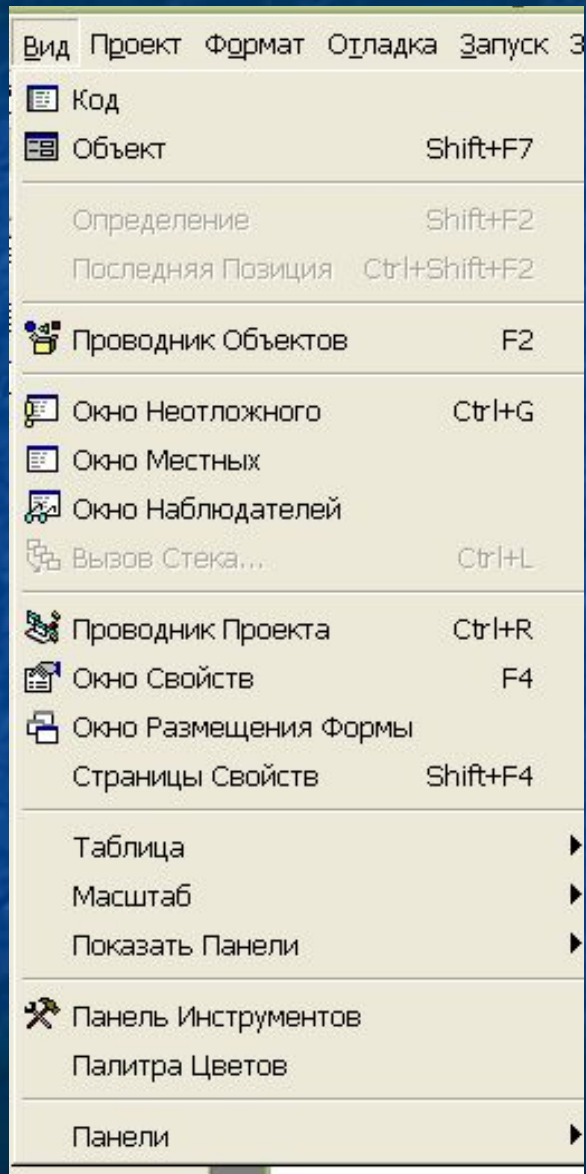 Вид Проект Формат Отладка Запуск З
Код
Объект Shift+F7
Определение Shift+F2
Последняя Позиция Ctrl+Shift+F2
Проводник Объектов F2
Окно Неотложного Ctrl+G
Окно Местных
Окно Наблюдателей
Вызов Стека... Ctrl+L
Проводник Проекта Ctrl+R
Окно Свойств F4
Окно Размещения Формы
Страницы Свойств Shift+F4
Таблица
Масштаб
Показать Панели
Панель Инструментов
Палитра Цветов
Панели